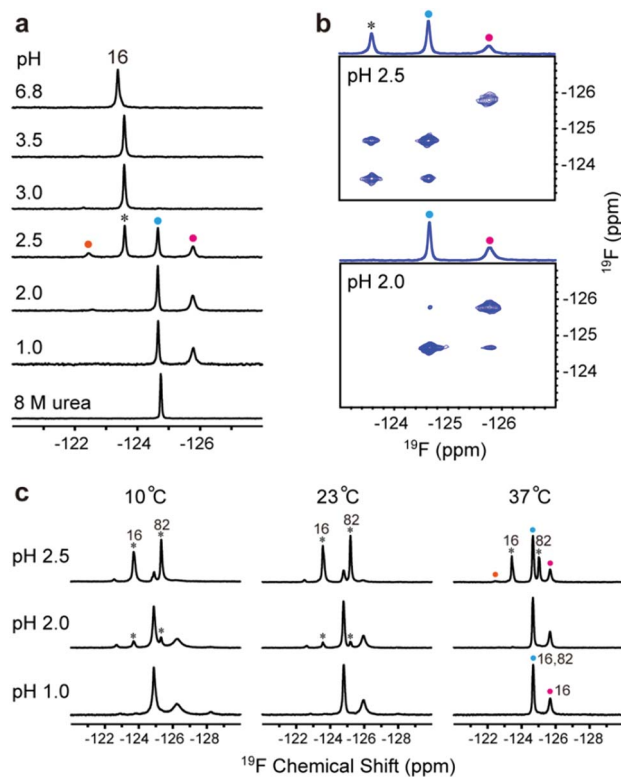 a
pH
16
6.8
3.5
3.0
*
2.5
2.0
1.0
8 M urea
-122 -124 -126
b
*
pH 2.5
-126
-125
-124
pH 2.0
-126
-125
-124
-124 -125 -126
¹⁹F (ppm)
¹⁹F (ppm)
c
10°C 23°C 37°C
pH 2.5
16 82
* *
16 82
* *
16 82
* *
pH 2.0
* *
* *
pH 1.0
16,82
16
-122 -124 -126 -128 -122 -124 -126 -128 -122 -124 -126 -128
¹⁹F Chemical Shift (ppm)